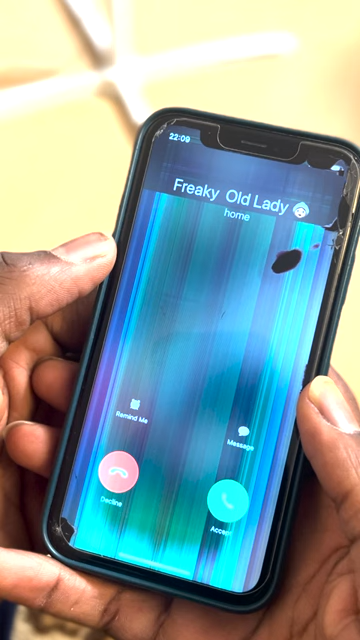 22:09
Freaky Old Lady 👵
home
Remind Me
Message
Decline
Accept